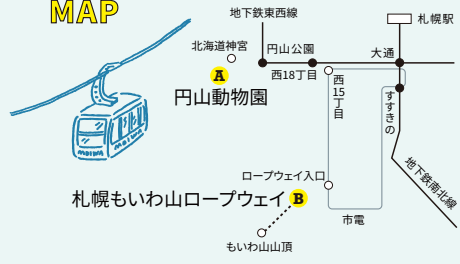 MAP
地下鉄東西線
札幌駅
北海道神宮
円山公園
大通
A
西18丁目
円山動物園
西15丁目
すすきの
地下鉄南北線
ロープウェイ入口
札幌もいわ山ロープウェイ B
市電
もいわ山山頂
MOIWA